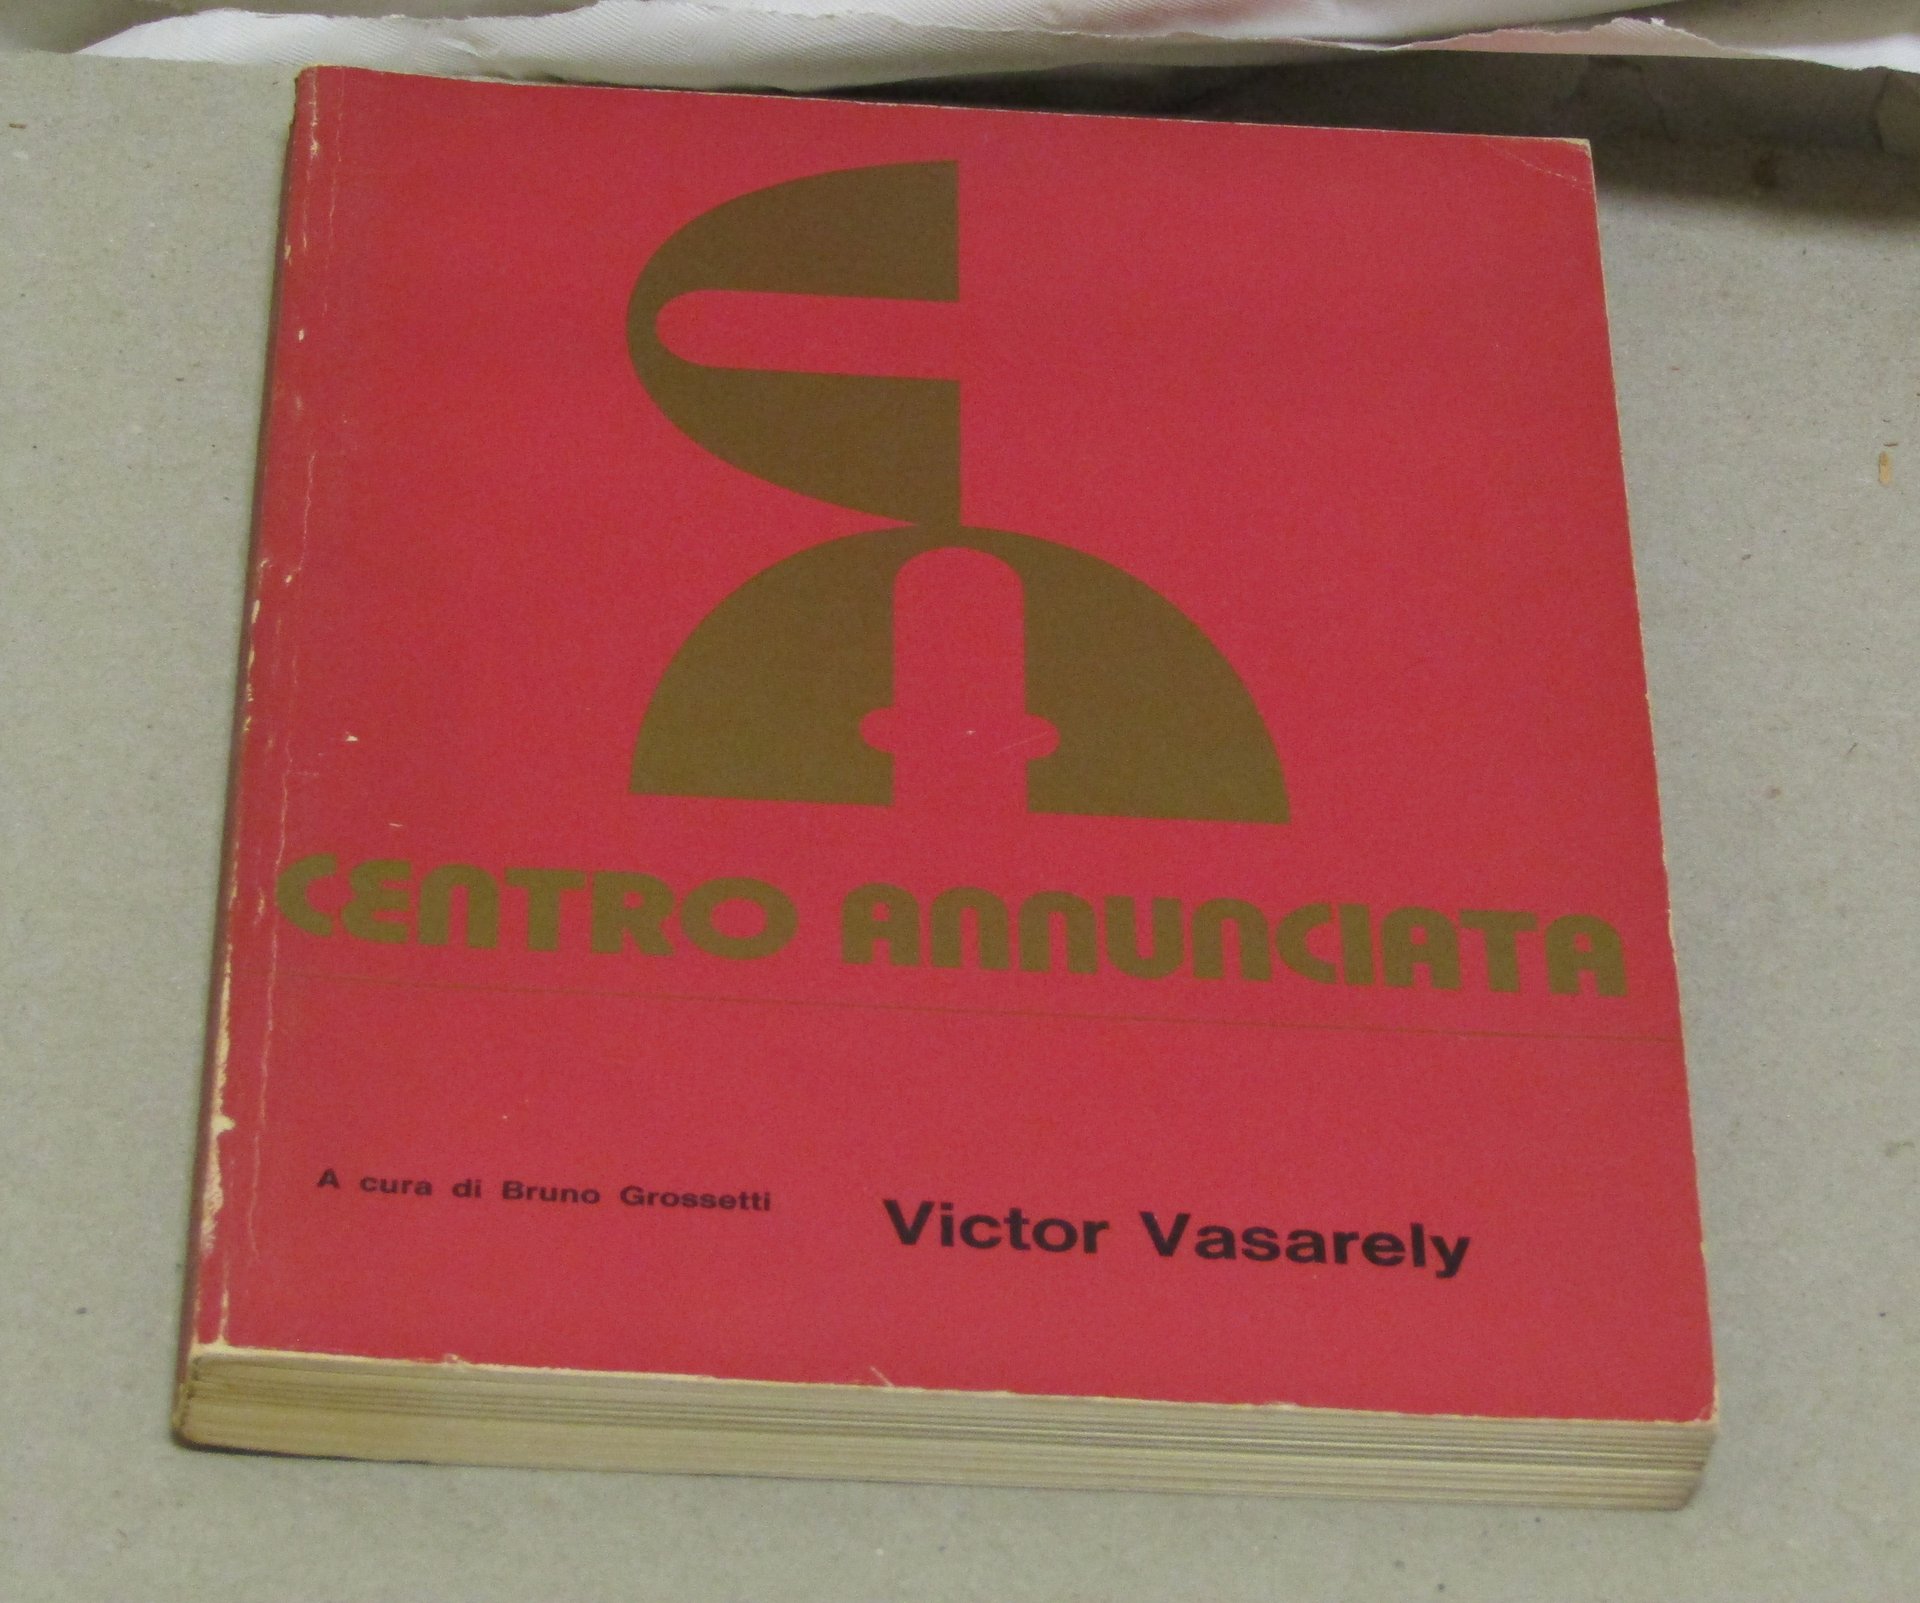 CENTRO ANNUNCIATA
A cura di Bruno Grossetti
Victor Vasarely